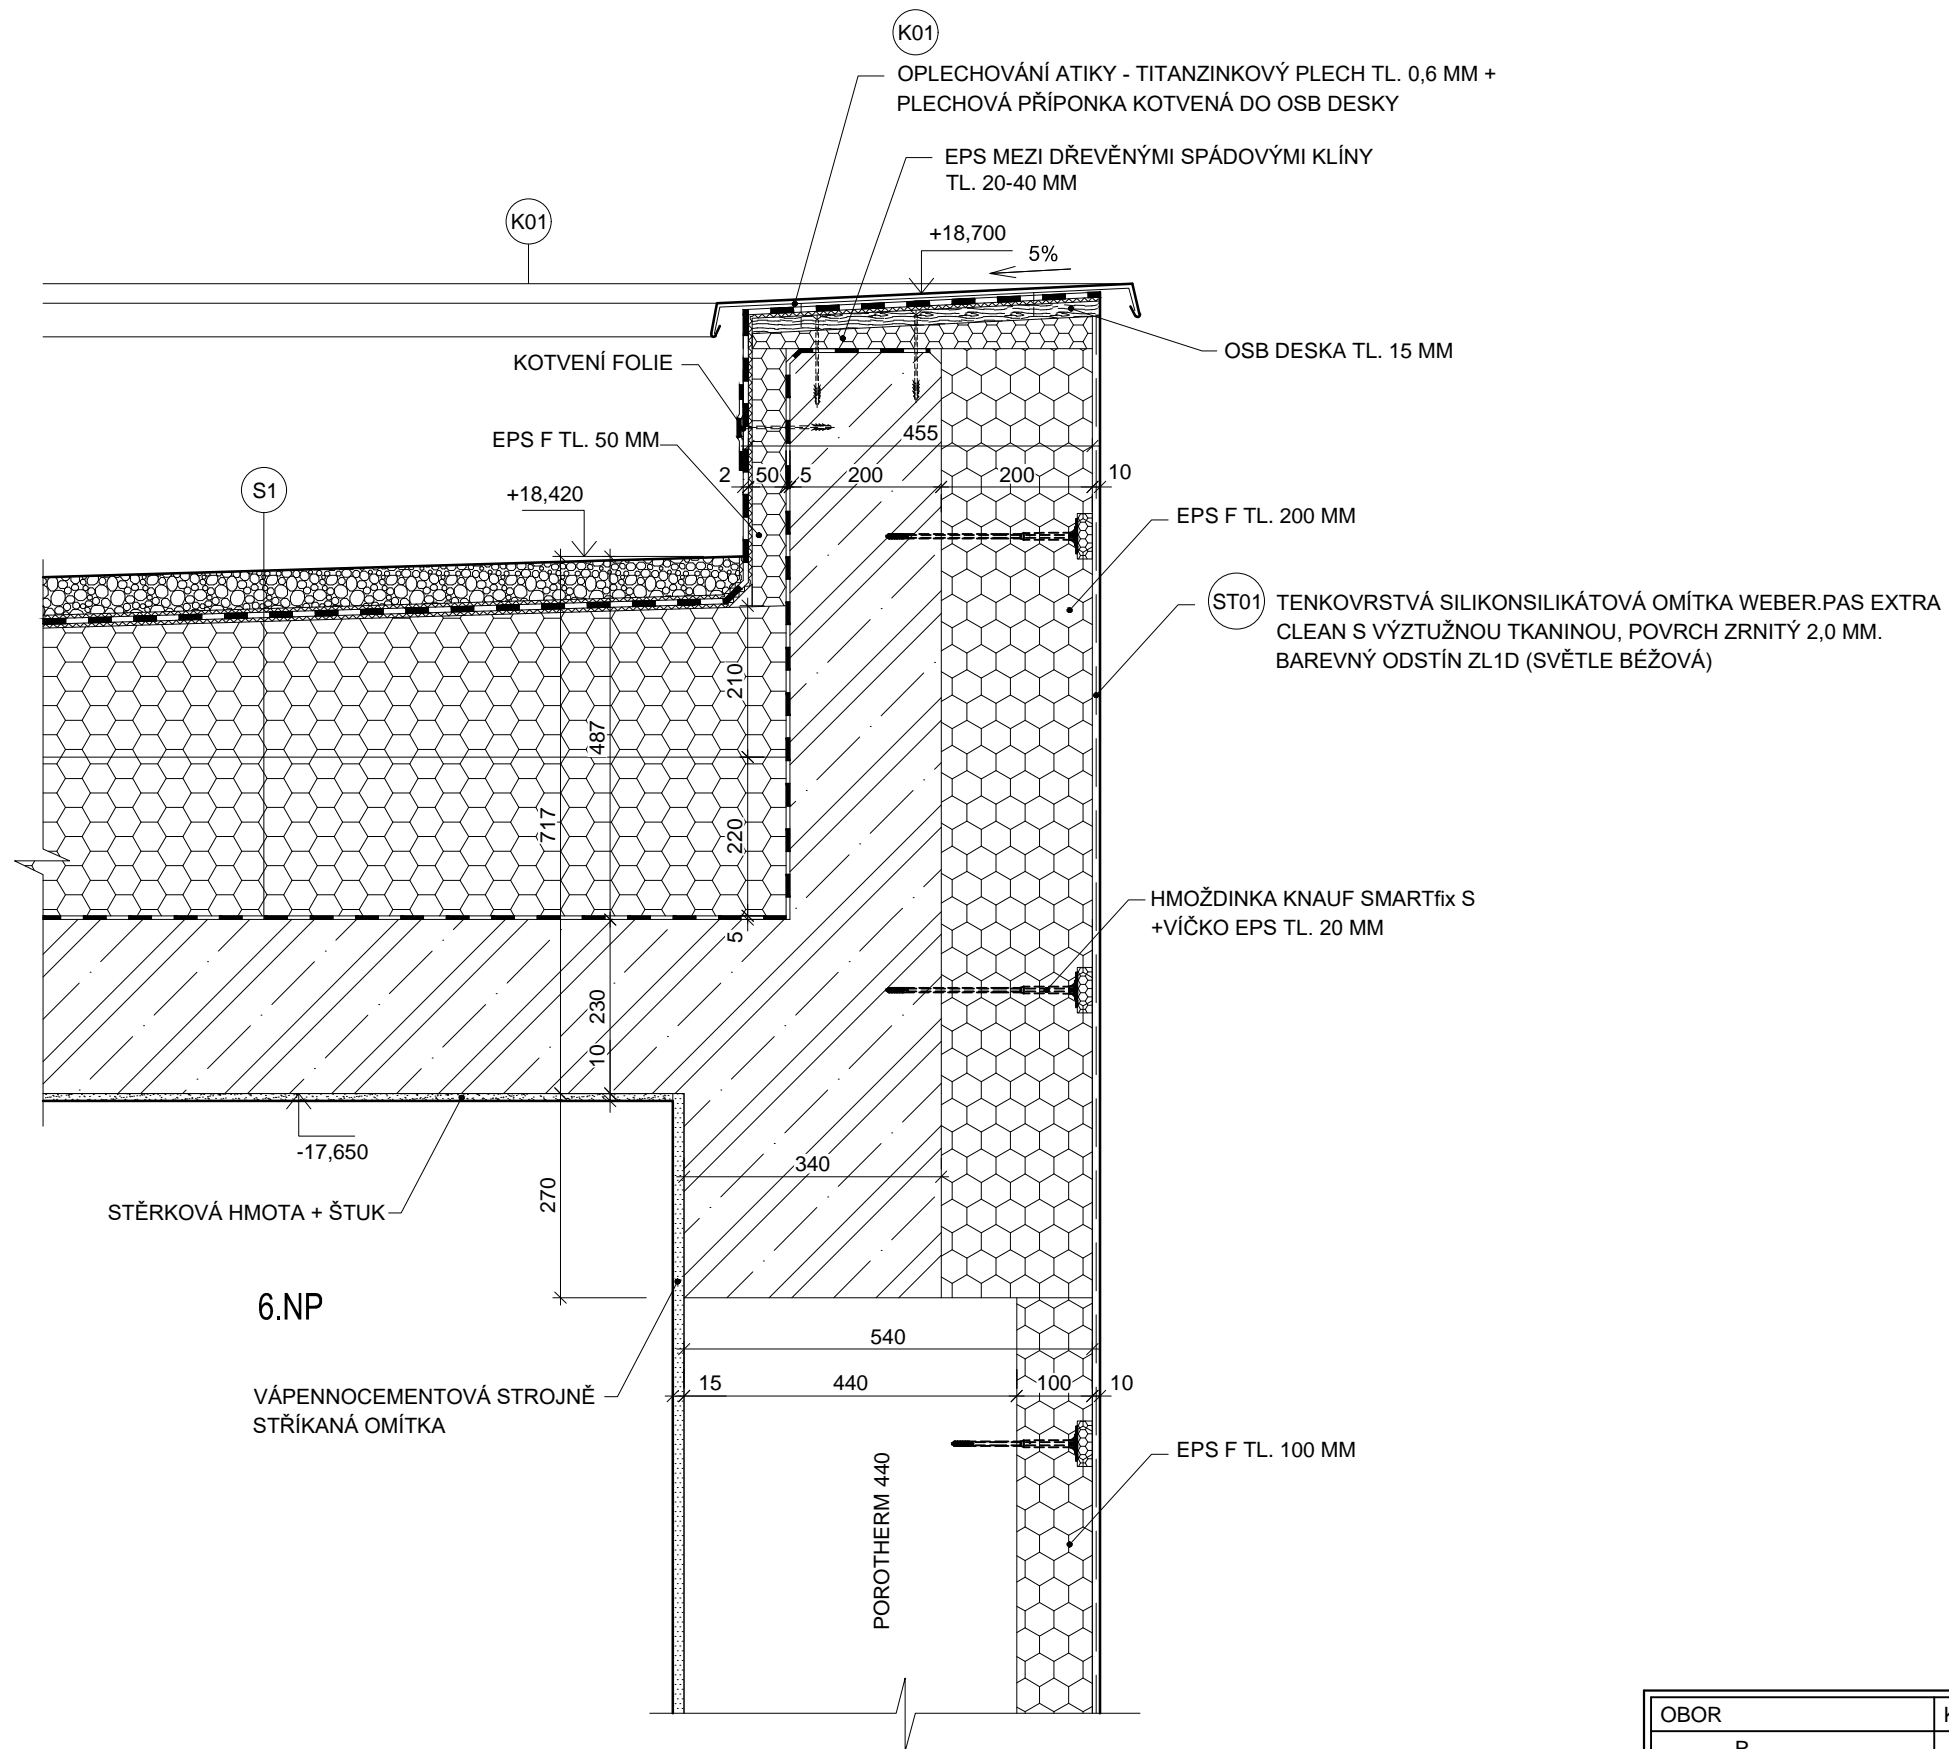 K01
OPLECHOVÁNÍ ATIKY - TITANZINKOVÝ PLECH TL. 0,6 MM +
PLECHOVÁ PŘÍPONKA KOTVENÁ DO OSB DESKY
EPS MEZI DŘEVĚNÝMI SPÁDOVÝMI KLÍNY
TL. 20-40 MM
K01
+18,700
5%
OSB DESKA TL. 15 MM
KOTVENÍ FOLIE
EPS F TL. 50 MM
455
2 50 5 200 200 10
S1
+18,420
EPS F TL. 200 MM
ST01
TENKOVRSTVÁ SILIKONSILIKÁTOVÁ OMÍTKA WEBER.PAS EXTRA
CLEAN S VÝZTUŽNOU TKANINOU, POVRCH ZRNITÝ 2,0 MM.
BAREVNÝ ODSTÍN ZL1D (SVĚTLE BÉŽOVÁ)
210
487
717
220
5
HMOŽDINKA KNAUF SMARTfix S
+VÍČKO EPS TL. 20 MM
230
10
-17,650
340
270
STĚRKOVÁ HMOTA + ŠTUK
6.NP
540
15 440 100 10
VÁPENNOCEMENTOVÁ STROJNĚ
STŘÍKANÁ OMÍTKA
EPS F TL. 100 MM
POROTHERM 440
OBOR